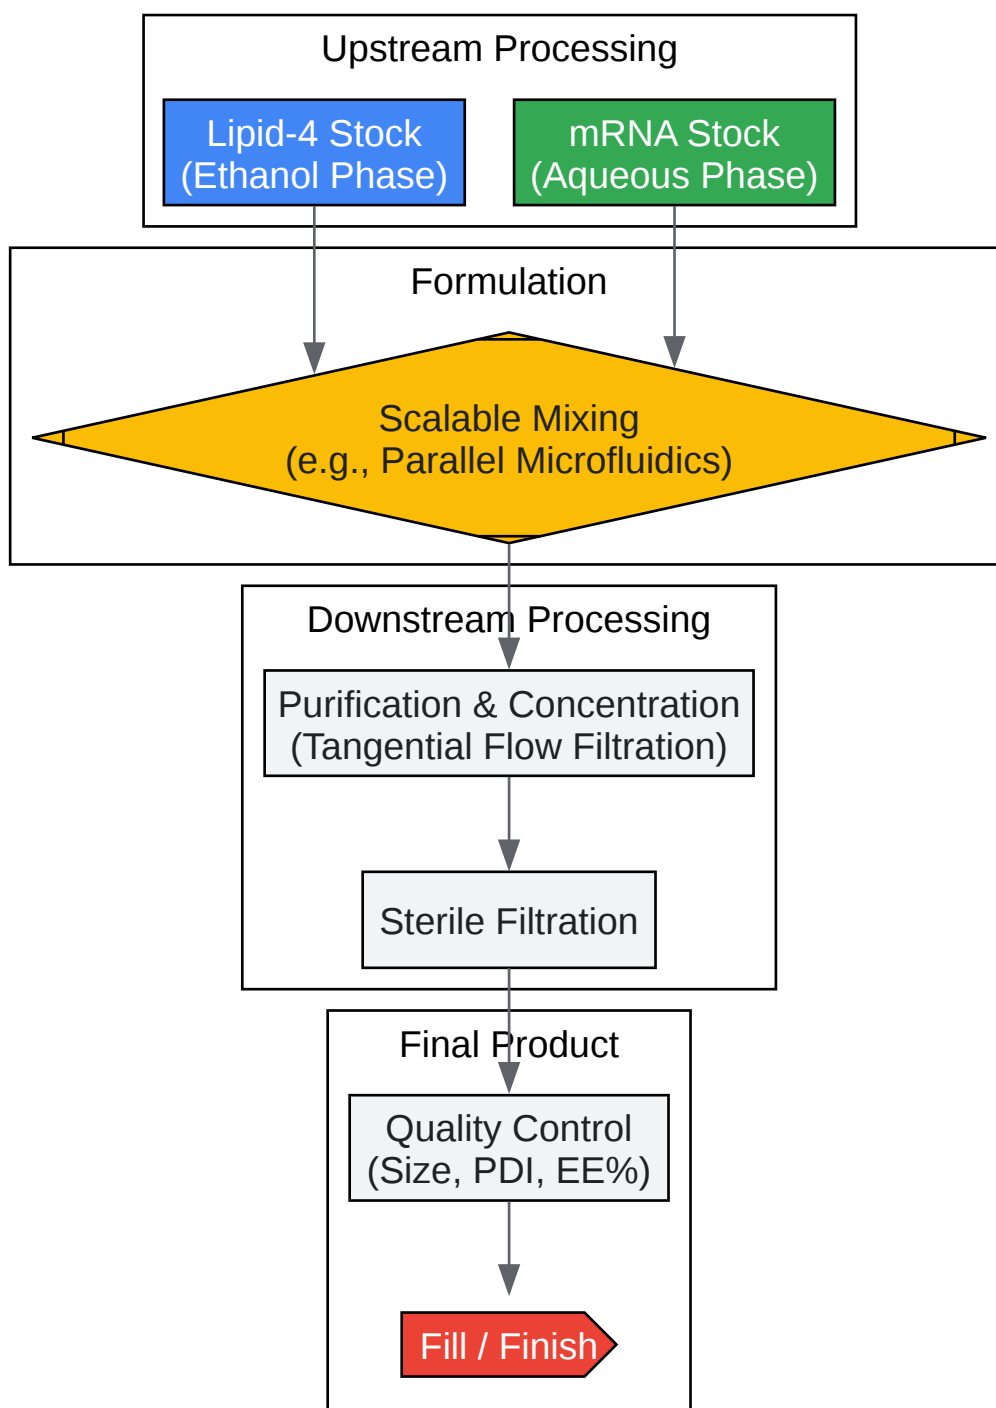 Upstream Processing
Lipid-4 Stock
(Ethanol Phase)
mRNA Stock
(Aqueous Phase)
Formulation
Scalable Mixing
(e.g., Parallel Microfluidics)
Downstream Processing
Purification & Concentration
(Tangential Flow Filtration)
Sterile Filtration
Final Product
Quality Control
(Size, PDI, EE%)
Fill / Finish